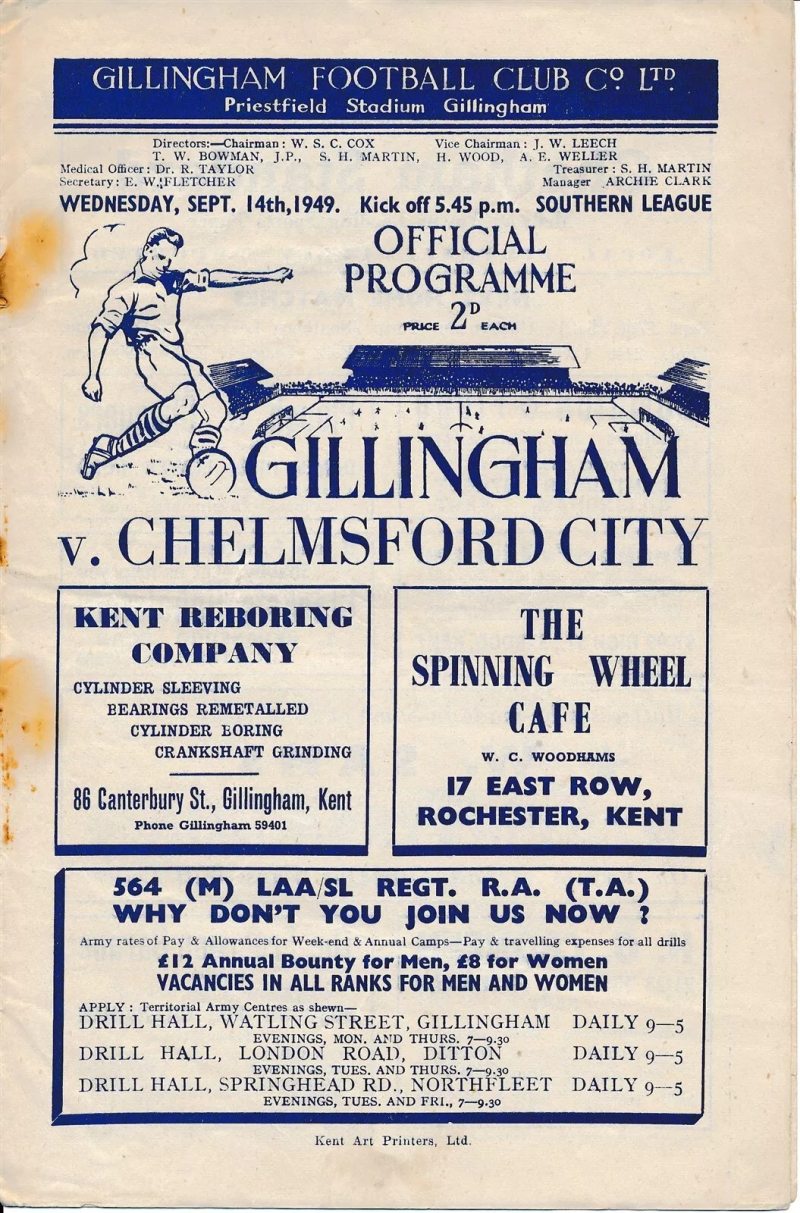 GILLINGHAM FOOTBALL CLUB Cº LTD.
Priestfield Stadium Gillingham
Directors:—Chairman: W. S. C. COX Vice Chairman: J. W. LEECH
T. W. BOWMAN, J.P., S. H. MARTIN, H. WOOD, A. E. WELLER
Medical Officer: Dr. R. TAYLOR Treasurer: S. H. MARTIN
Secretary: E. W. FLETCHER Manager ARCHIE CLARK
WEDNESDAY, SEPT. 14th, 1949. Kick off 5.45 p.m. SOUTHERN LEAGUE
OFFICIAL
PROGRAMME
PRICE 2D EACH
GILLINGHAM
v. CHELMSFORD CITY
KENT REBORING
COMPANY
CYLINDER SLEEVING
BEARINGS REMETALLED
CYLINDER BORING
CRANKSHAFT GRINDING
86 Canterbury St., Gillingham, Kent
Phone Gillingham 59401
THE
SPINNING WHEEL
CAFE
W. C. WOODHAMS
17 EAST ROW,
ROCHESTER, KENT
564 (M) LAA/SL REGT. R.A. (T.A.)
WHY DON'T YOU JOIN US NOW ?
Army rates of Pay & Allowances for Week-end & Annual Camps—Pay & travelling expenses for all drills
£12 Annual Bounty for Men, £8 for Women
VACANCIES IN ALL RANKS FOR MEN AND WOMEN
APPLY: Territorial Army Centres as shewn—
DRILL HALL, WATLING STREET, GILLINGHAM DAILY 9—5
EVENINGS, MON. AND THURS. 7—9.30
DRILL HALL, LONDON ROAD, DITTON DAILY 9—5
EVENINGS, TUES. AND THURS. 7—9.30
DRILL HALL, SPRINGHEAD RD., NORTHFLEET DAILY 9—5
EVENINGS, TUES. AND FRI., 7—9.30
Kent Art Printers, Ltd.